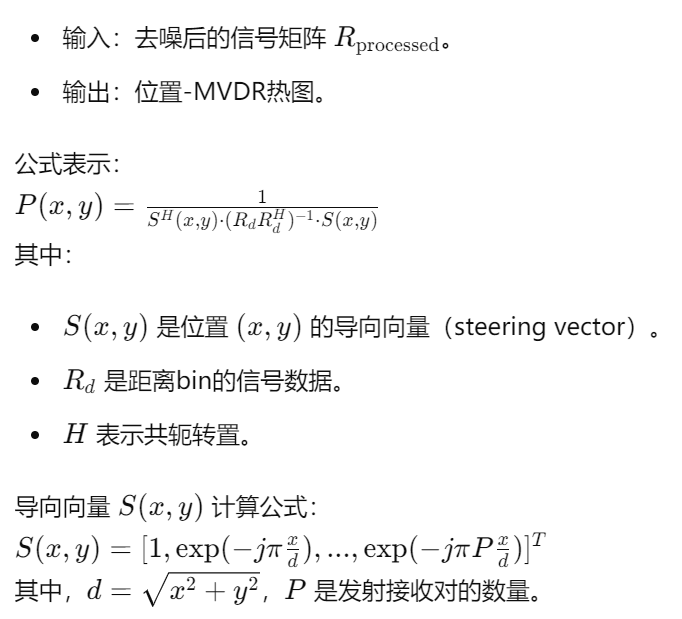 • 输入：去噪后的信号矩阵 $R_{\text{processed}}$。
• 输出：位置-MVDR热图。
公式表示：
$P(x,y) = \frac{1}{S^H(x,y)\cdot(R_d R_d^H)^{-1}\cdot S(x,y)}$
其中：
• $S(x,y)$ 是位置 $(x,y)$ 的导向向量（steering vector）。
• $R_d$ 是距离bin的信号数据。
• $H$ 表示共轭转置。
导向向量 $S(x,y)$ 计算公式：
$S(x,y) = [1, \exp(-j\pi\frac{x}{d}), \ldots, \exp(-j\pi P\frac{x}{d})]^T$
其中，$d = \sqrt{x^2 + y^2}$，$P$ 是发射接收对的数量。